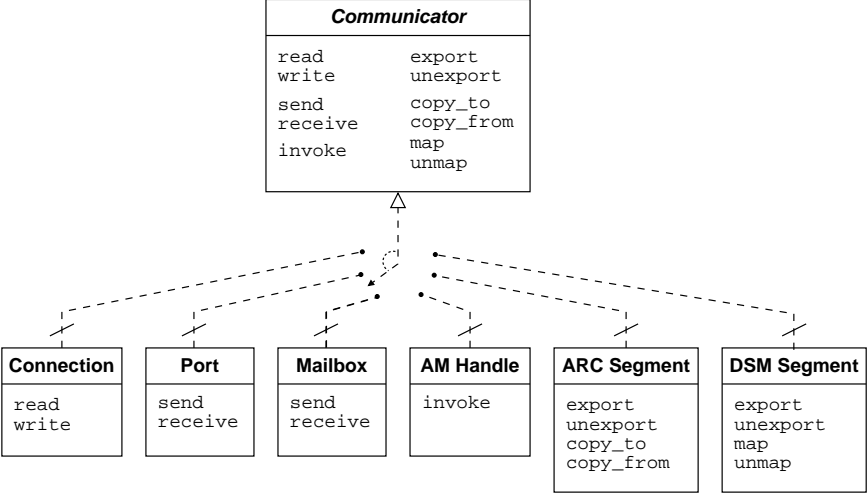 Communicator
read export
write unexport
send copy_to
receive copy_from
invoke map
unmap
Connection
read
write
Port
send
receive
Mailbox
send
receive
AM Handle
invoke
ARC Segment
export
unexport
copy_to
copy_from
DSM Segment
export
unexport
map
unmap